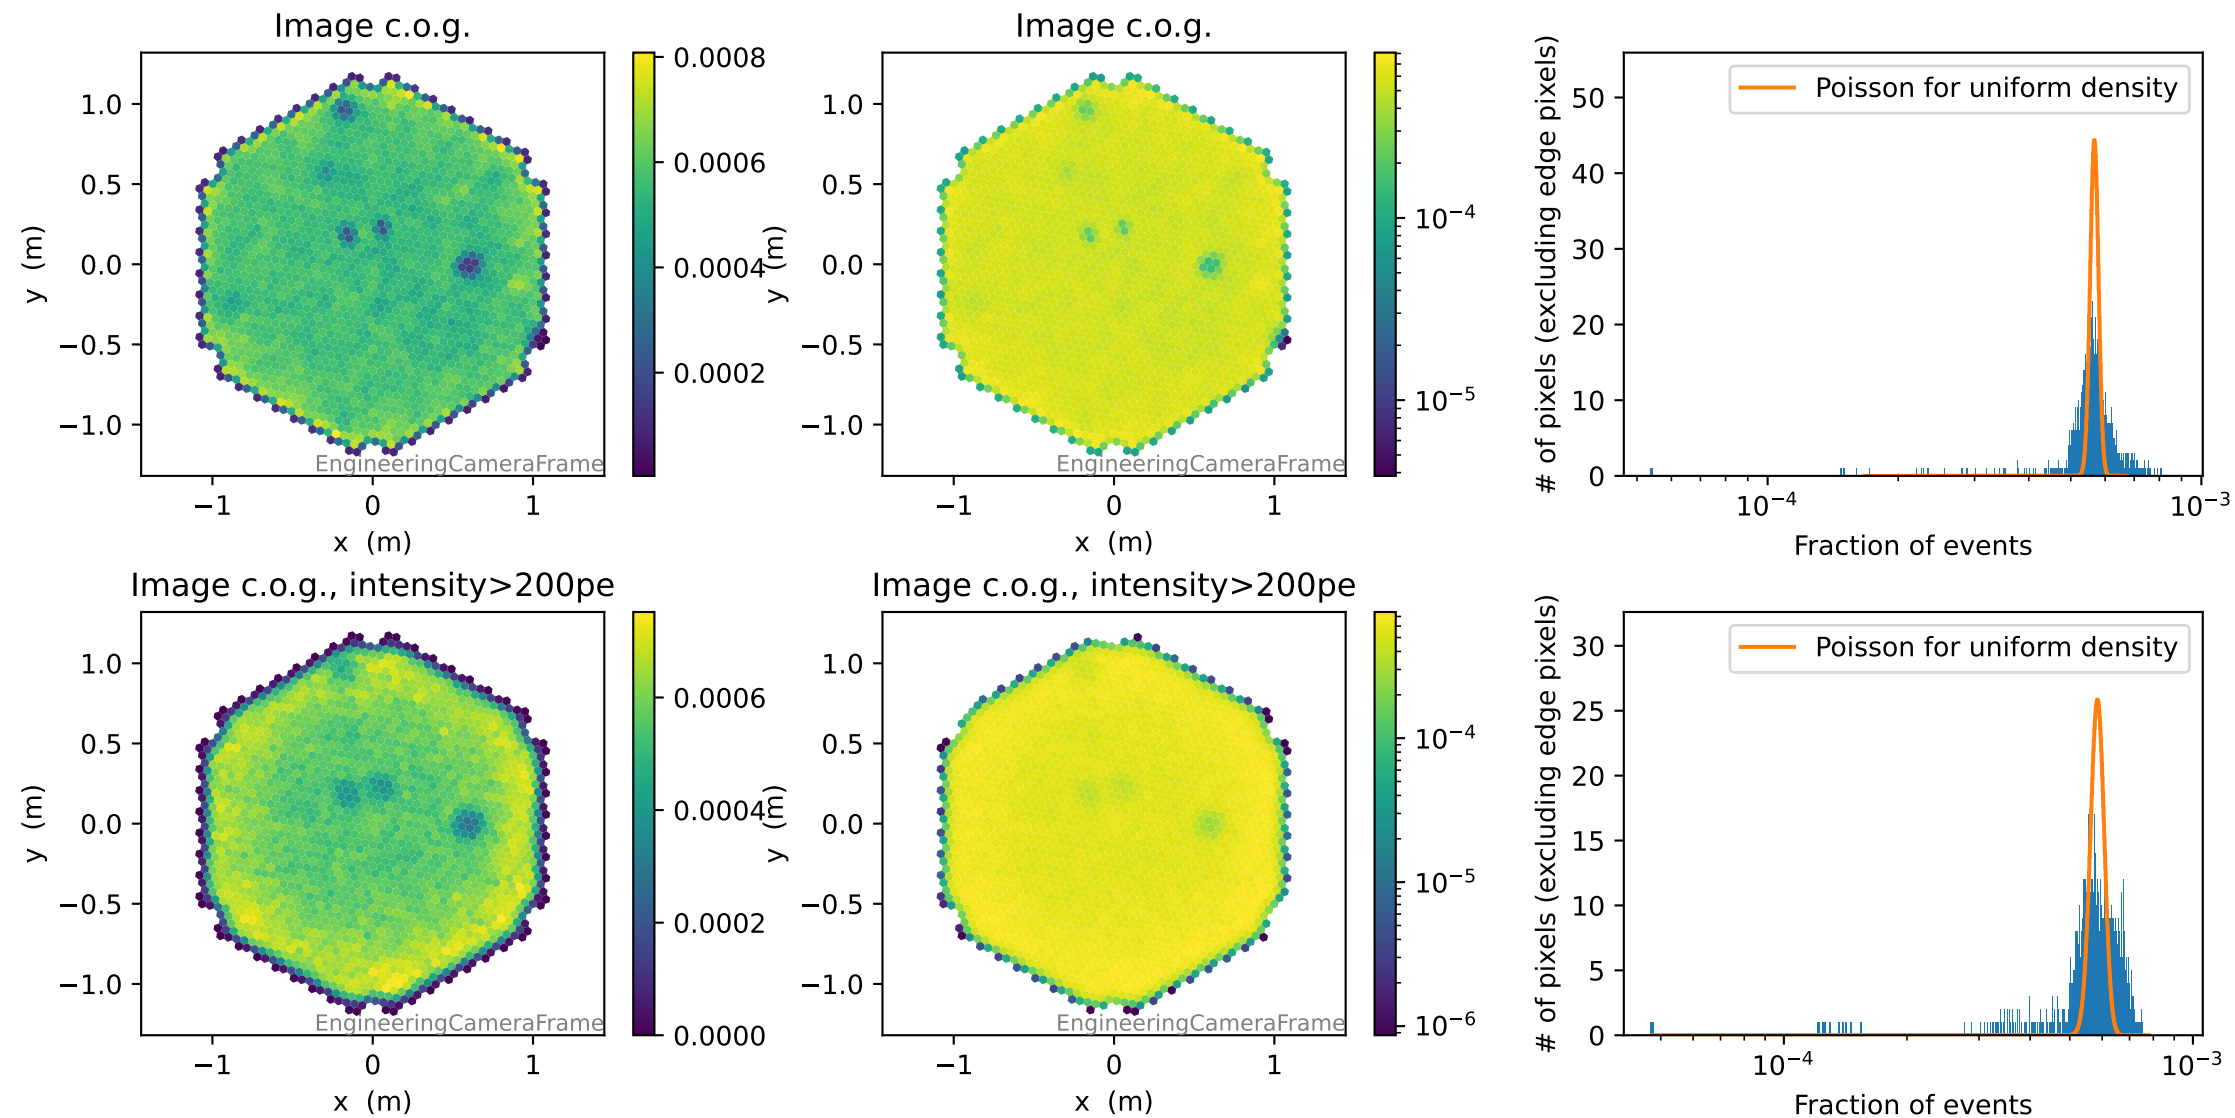 Image c.o.g.
1.0
0.5
0.0
−0.5
−1.0
y (m)
EngineeringCameraFrame
−1
0
1
x (m)
0.0008
0.0006
0.0004
0.0002
Image c.o.g.
1.0
0.5
0.0
−0.5
−1.0
y (m)
EngineeringCameraFrame
−1
0
1
x (m)
10⁻⁴
10⁻⁵
# of pixels (excluding edge pixels)
50
40
30
20
10
0
Poisson for uniform density
10⁻⁴
10⁻³
Fraction of events
Image c.o.g., intensity>200pe
1.0
0.5
0.0
−0.5
−1.0
y (m)
EngineeringCameraFrame
−1
0
1
x (m)
0.0006
0.0004
0.0002
0.0000
Image c.o.g., intensity>200pe
1.0
0.5
0.0
−0.5
−1.0
y (m)
EngineeringCameraFrame
−1
0
1
x (m)
10⁻⁴
10⁻⁵
10⁻⁶
# of pixels (excluding edge pixels)
30
25
20
15
10
5
0
Poisson for uniform density
10⁻⁴
10⁻³
Fraction of events